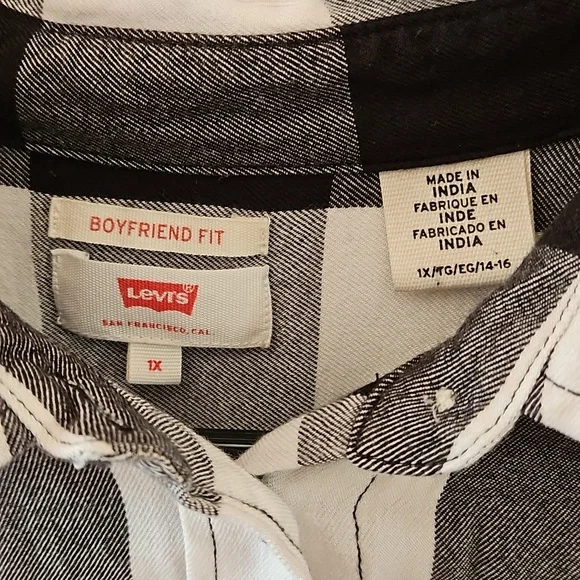 BOYFRIEND FIT
Levi's®
SAN FRANCISCO, CAL.
1X
MADE IN
INDIA
FABRIQUE EN
INDE
FABRICADO EN
INDIA
1X/TG/EG/14-16